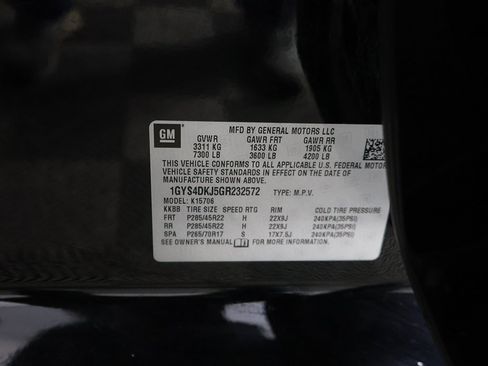 GM
MFD BY GENERAL MOTORS LLC
GVWR GAWR FRT GAWR RR
3311 KG 1633 KG 1905 KG
7300 LB 3600 LB 4200 LB
THIS VEHICLE CONFORMS TO ALL APPLICABLE U.S. FEDERAL MOTOR
VEHICLE SAFETY STANDARDS IN EFFECT ON THE DATE OF
MANUFACTURE SHOWN ABOVE.
1GYS4DKJ5GR232572 TYPE: M.P.V.
MODEL: K15706
KKBB TIRE SIZE SPEED RTG RIM COLD TIRE PRESSURE
FRT P285/45R22 H 22X9J 240KPA(35PSI)
RR P285/45R22 H 22X9J 240KPA(35PSI)
SPA P265/70R17 S 17X7.5J 240KPA(35PSI)
SEE OWNER'S MANUAL FOR MORE INFORMATION.